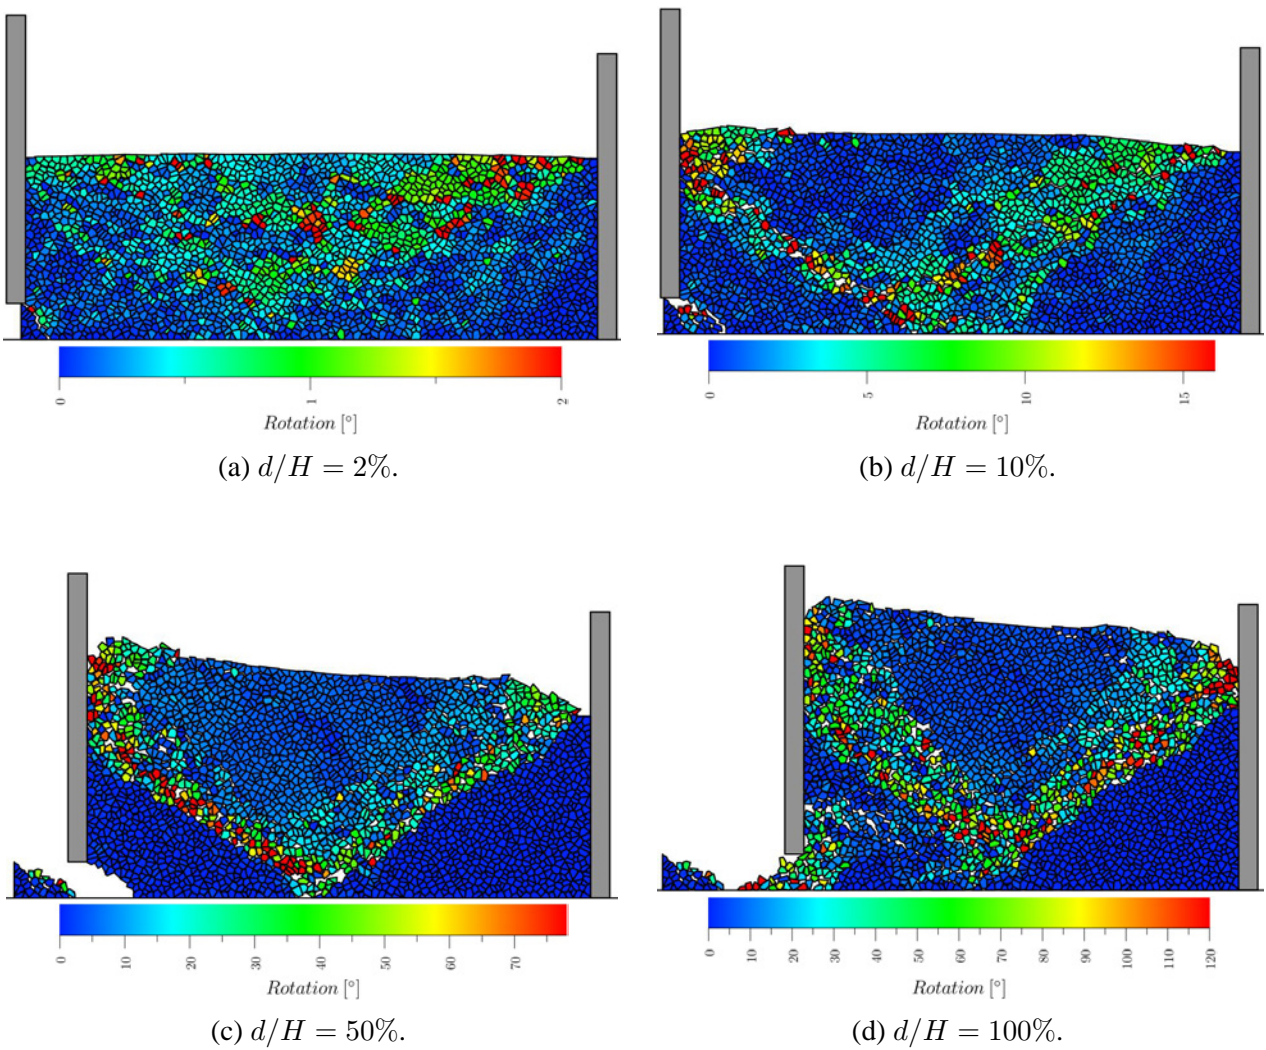 0 1 2
Rotation [°]
(a) d/H = 2%.
0 5 10 15
Rotation [°]
(b) d/H = 10%.
0 10 20 30 40 50 60 70
Rotation [°]
(c) d/H = 50%.
0 10 20 30 40 50 60 70 80 90 100 110 120
Rotation [°]
(d) d/H = 100%.